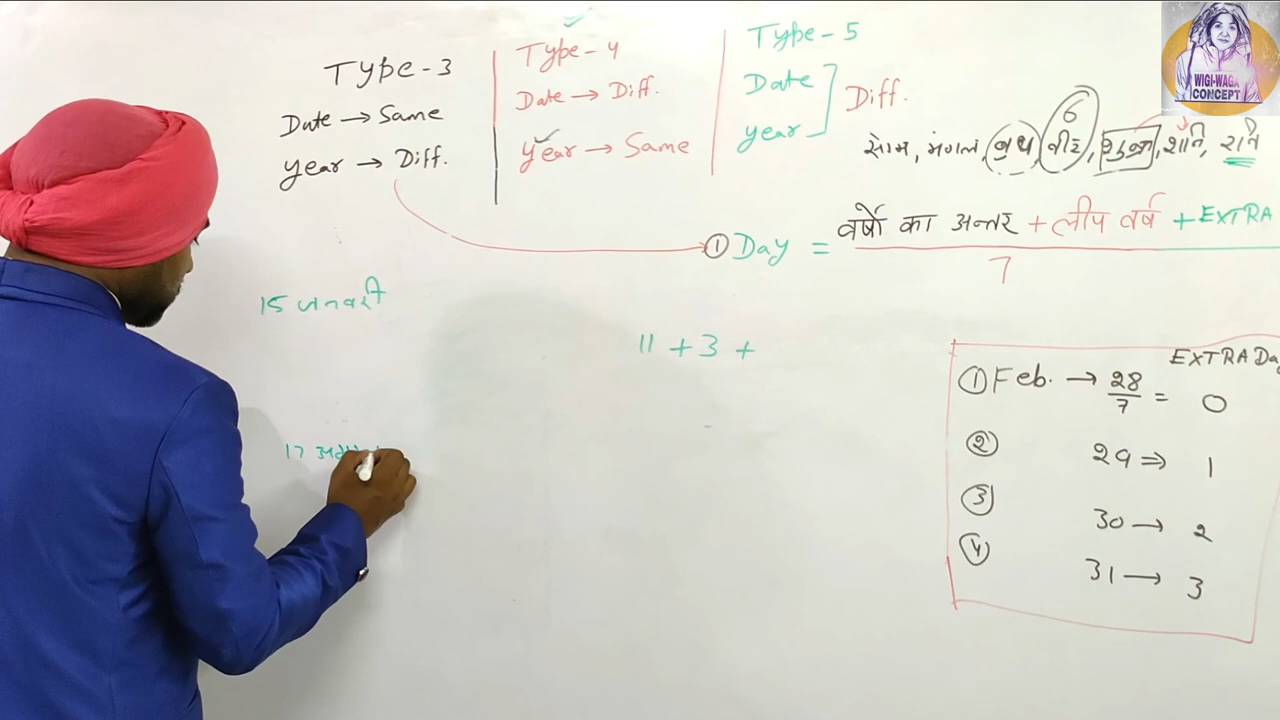 Type-3
Date → Same
year → Diff.
Type-4
Date → Diff.
year → Same
Type-5
Date
year
Diff.
WIGI-WAGA
CONCEPT
6
सोम, मंगल, बुध, वीर, शुक्र, शनि, रवि
① Day = वर्षो का अन्तर + लीप वर्ष + EXTRA
7
15 जनवरी
11 + 3 +
17
EXTRA Da
① Feb. → 28/7 = 0
② 29 ⇒ 1
③ 30 → 2
④ 31 → 3